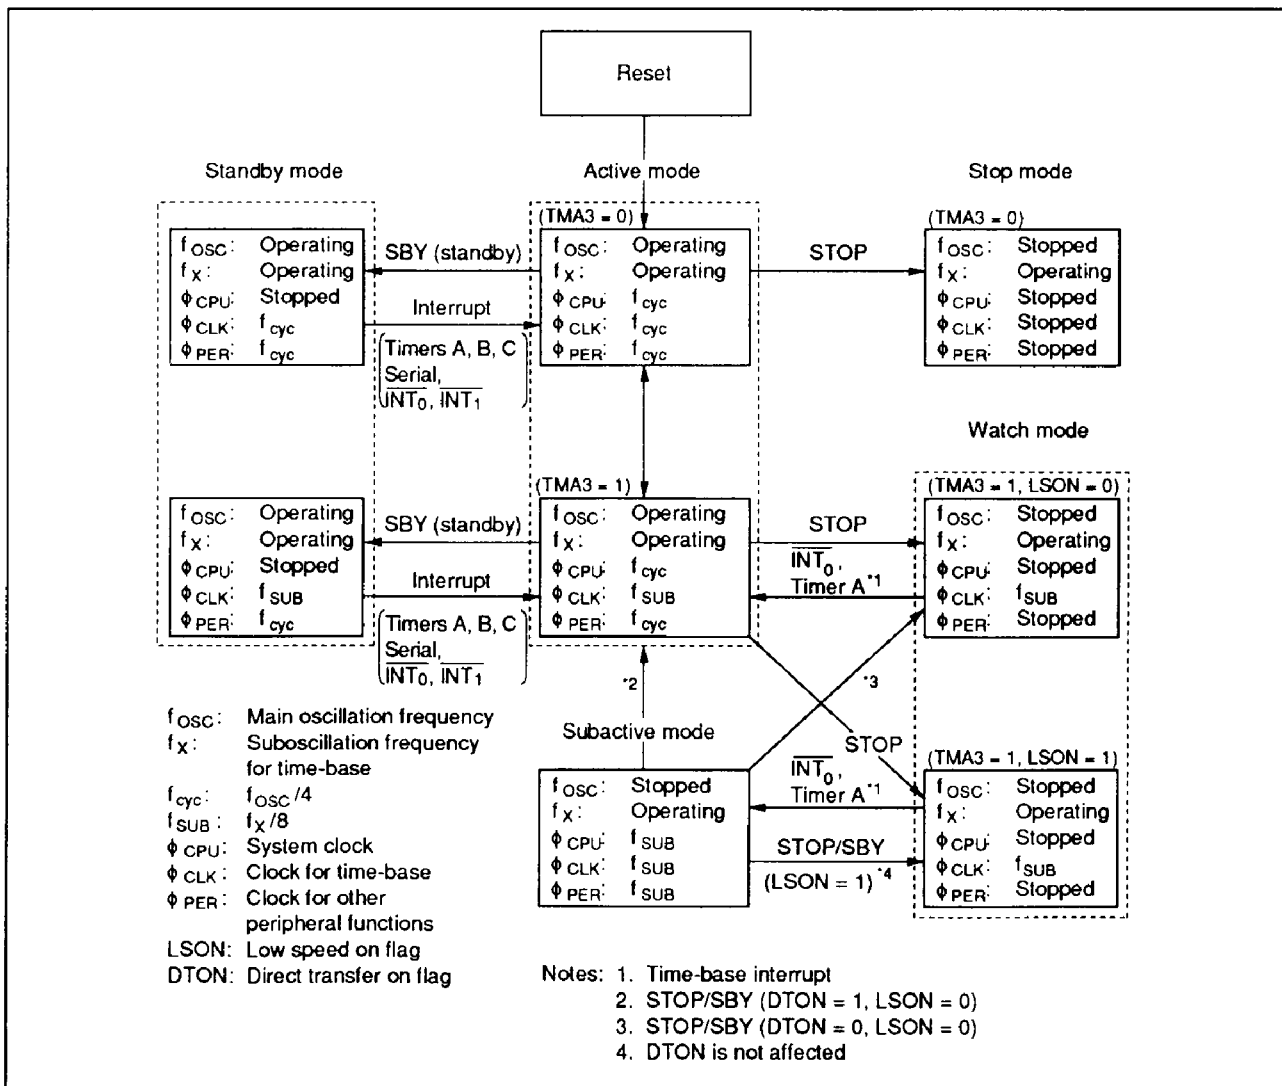 Reset
Standby mode
Active mode
Stop mode
(TMA3 = 0)
(TMA3 = 0)
fOSC: Operating
fX: Operating
ϕCPU: Stopped
ϕCLK: fcyc
ϕPER: fcyc
SBY (standby)
Interrupt
Timers A, B, C
Serial,
I̅N̅T̅0̅, I̅N̅T̅1̅
fOSC: Operating
fX: Operating
ϕCPU: fcyc
ϕCLK: fcyc
ϕPER: fcyc
STOP
fOSC: Stopped
fX: Operating
ϕCPU: Stopped
ϕCLK: Stopped
ϕPER: Stopped
Watch mode
(TMA3 = 1)
(TMA3 = 1, LSON = 0)
fOSC: Operating
fX: Operating
ϕCPU: Stopped
ϕCLK: fSUB
ϕPER: fcyc
SBY (standby)
Interrupt
Timers A, B, C
Serial,
I̅N̅T̅0̅, I̅N̅T̅1̅
fOSC: Operating
fX: Operating
ϕCPU: fcyc
ϕCLK: fSUB
ϕPER: fcyc
STOP
I̅N̅T̅0̅,
Timer A*1
fOSC: Stopped
fX: Operating
ϕCPU: Stopped
ϕCLK: fSUB
ϕPER: Stopped
*2
*3
Subactive mode
STOP
(TMA3 = 1, LSON = 1)
fOSC: Stopped
fX: Operating
ϕCPU: fSUB
ϕCLK: fSUB
ϕPER: fSUB
I̅N̅T̅0̅,
Timer A*1
STOP/SBY
(LSON = 1)*4
fOSC: Stopped
fX: Operating
ϕCPU: Stopped
ϕCLK: fSUB
ϕPER: Stopped
fOSC: Main oscillation frequency
fX: Suboscillation frequency
for time-base
fcyc: fOSC/4
fSUB: fX/8
ϕCPU: System clock
ϕCLK: Clock for time-base
ϕPER: Clock for other
peripheral functions
LSON: Low speed on flag
DTON: Direct transfer on flag
Notes: 1. Time-base interrupt
2. STOP/SBY (DTON = 1, LSON = 0)
3. STOP/SBY (DTON = 0, LSON = 0)
4. DTON is not affected